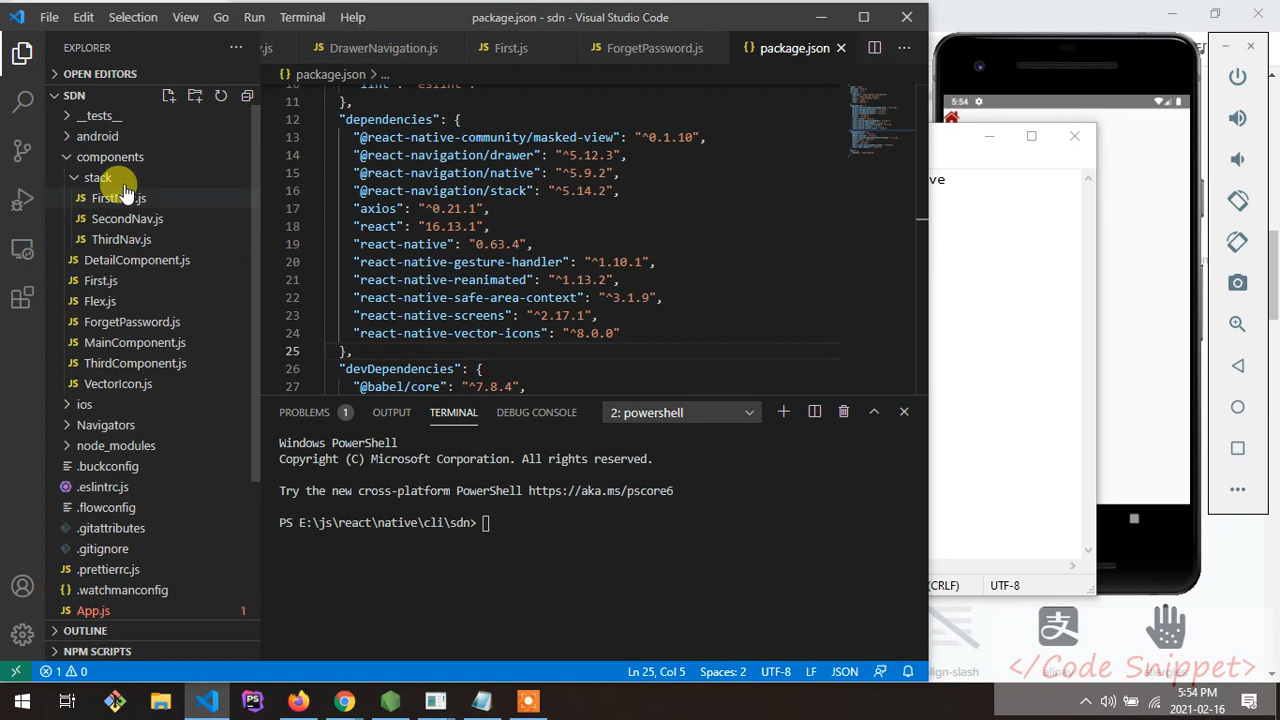 File Edit Selection View Go Run Terminal Help package.json - sdn - Visual Studio Code
EXPLORER
v.js DrawerNavigation.js First.js ForgetPassword.js package.json
OPEN EDITORS
package.json > ...
SDN
__tests__
android
components
stack
SecondNav.js
ThirdNav.js
DetailComponent.js
First.js
Flex.js
ForgetPassword.js
MainComponent.js
ThirdComponent.js
VectorIcon.js
ios
Navigators
node_modules
.buckconfig
.eslintrc.js
.flowconfig
.gitattributes
.gitignore
.prettierrc.js
.watchmanconfig
App.js 1
OUTLINE
NPM SCRIPTS
11 },
12 "dependencies": {
13 "@react-native-community/masked-view": "^0.1.10",
14 "@react-navigation/drawer": "^5.12.3",
15 "@react-navigation/native": "^5.9.2",
16 "@react-navigation/stack": "^5.14.2",
17 "axios": "^0.21.1",
18 "react": "16.13.1",
19 "react-native": "0.63.4",
20 "react-native-gesture-handler": "^1.10.1",
21 "react-native-reanimated": "^1.13.2",
22 "react-native-safe-area-context": "^3.1.9",
23 "react-native-screens": "^2.17.1",
24 "react-native-vector-icons": "^8.0.0"
25 },
26 "devDependencies": {
27 "@babel/core": "^7.8.4",
PROBLEMS 1 OUTPUT TERMINAL DEBUG CONSOLE 2: powershell
Windows PowerShell
Copyright (C) Microsoft Corporation. All rights reserved.
Try the new cross-platform PowerShell https://aka.ms/pscore6
PS E:\js\react\native\cli\sdn>
1 0 Ln 25, Col 5 Spaces: 2 UTF-8 LF JSON
5:54
ve
(CRLF) UTF-8
lign-slash alipay allergies
</Code Snippet>
5:54 PM
2021-02-16